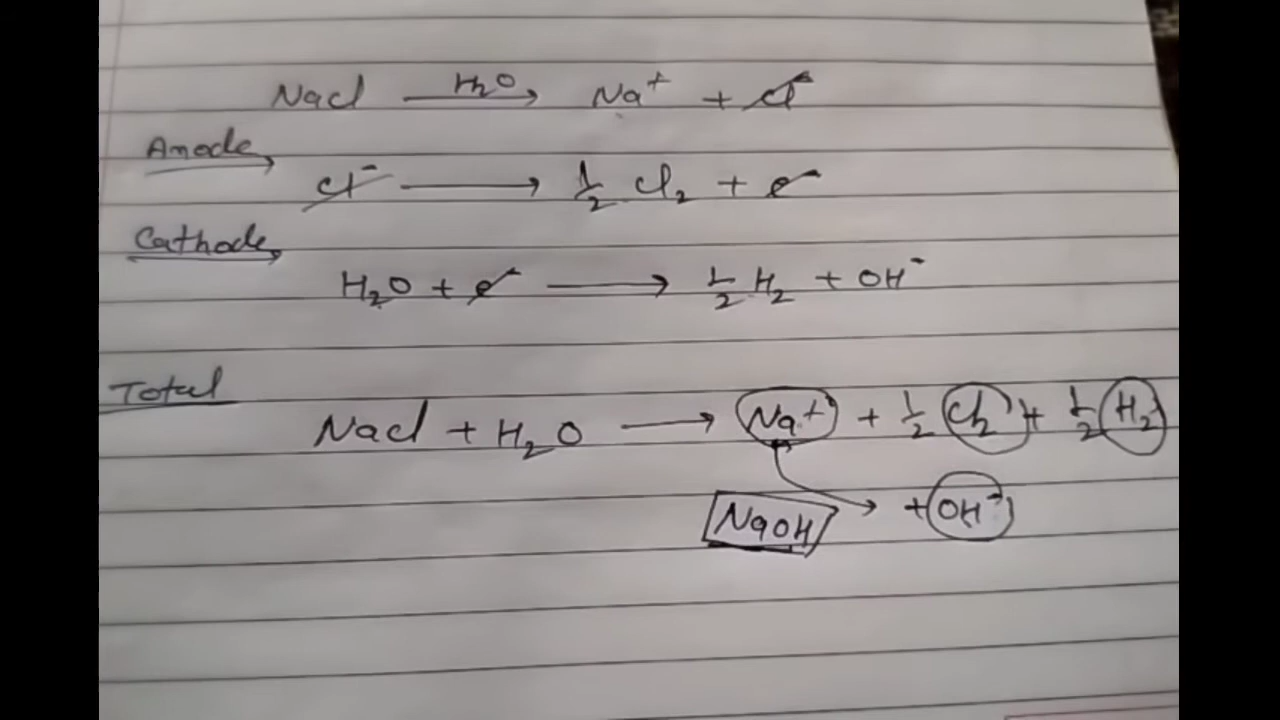 NaCl —H₂O→ Na⁺ + Cl⁻
Anode
Cl⁻ → 1/2 Cl₂ + e⁻
Cathode
H₂O + e⁻ → 1/2 H₂ + OH⁻
Total
NaCl + H₂O → Na⁺ + 1/2 Cl₂ + 1/2 H₂
NaOH + OH⁻